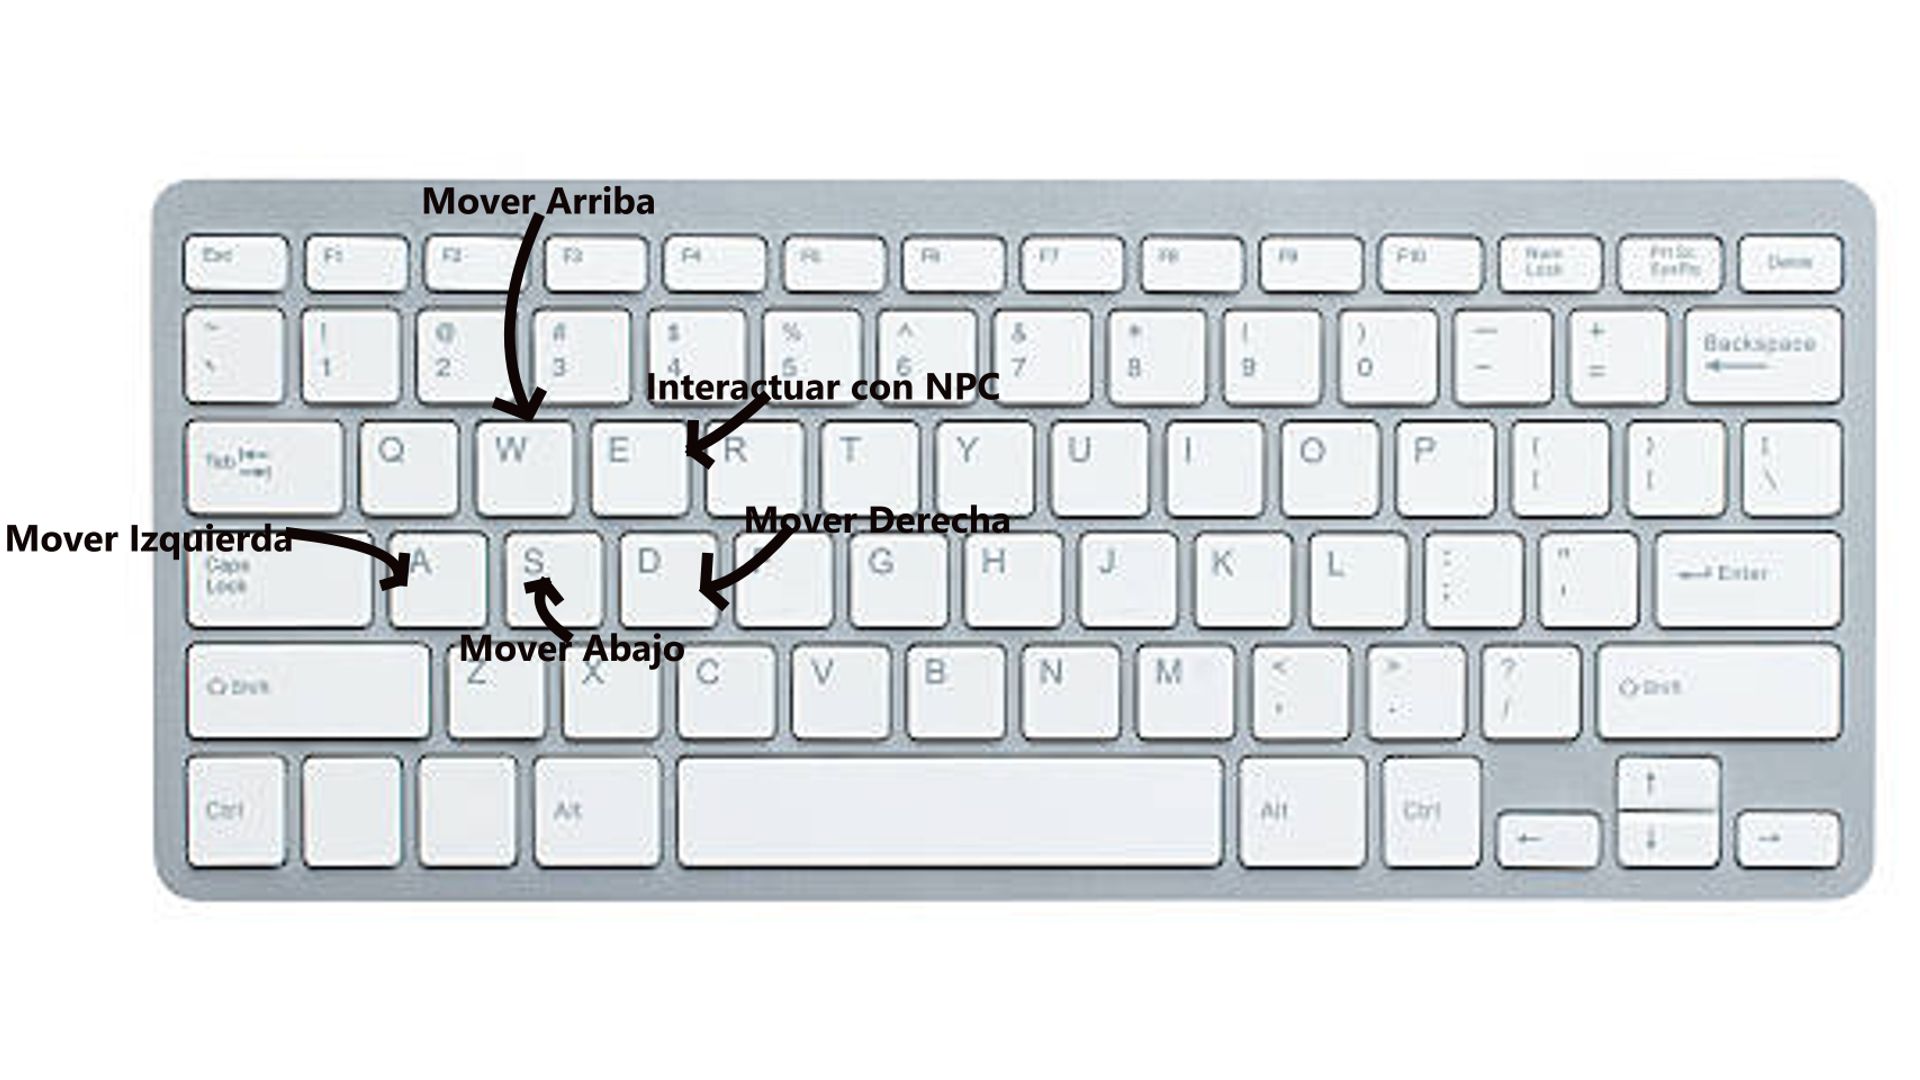 Mover Arriba
Esc F1 F2 F3 F4 F5 F6 F7 F8 F9 F10 Num Lock Prt Sc SysRq Delete
~ ! @ # $ % ^ & * ( ) — +
` 1 2 3 4 5 6 7 8 9 0 - = Backspace
Interactuar con NPC
Tab Q W E R T Y U I O P
Mover Derecha
Mover Izquierda
Caps Lock A S D G H J K L : ; " ' Enter
Mover Abajo
Shift Z X C V B N M < , > . ? / Shift
Ctrl Alt Alt Ctrl